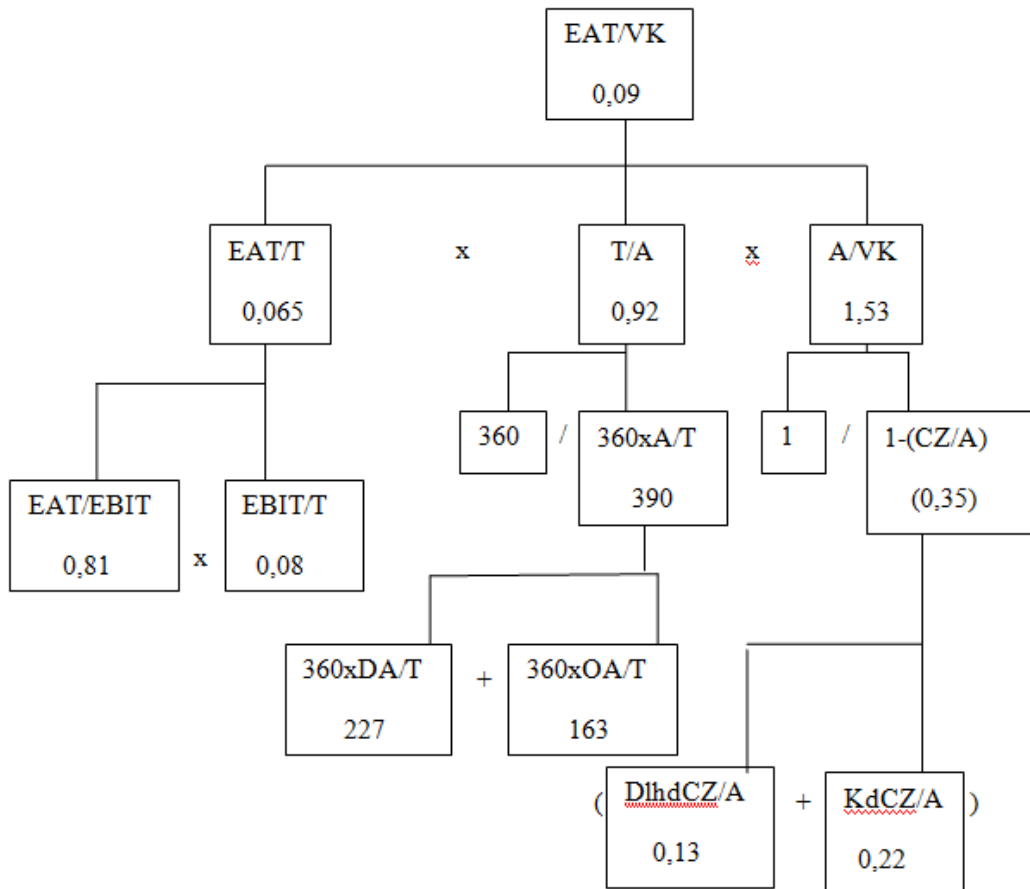 EAT/VK
0,09
EAT/T x T/A x A/VK
0,065 0,92 1,53
360 / 360xA/T 1 / 1-(CZ/A)
390 (0,35)
EAT/EBIT x EBIT/T
0,81 0,08
360xDA/T + 360xOA/T
227 163
( DlhdCZ/A + KdCZ/A )
0,13 0,22